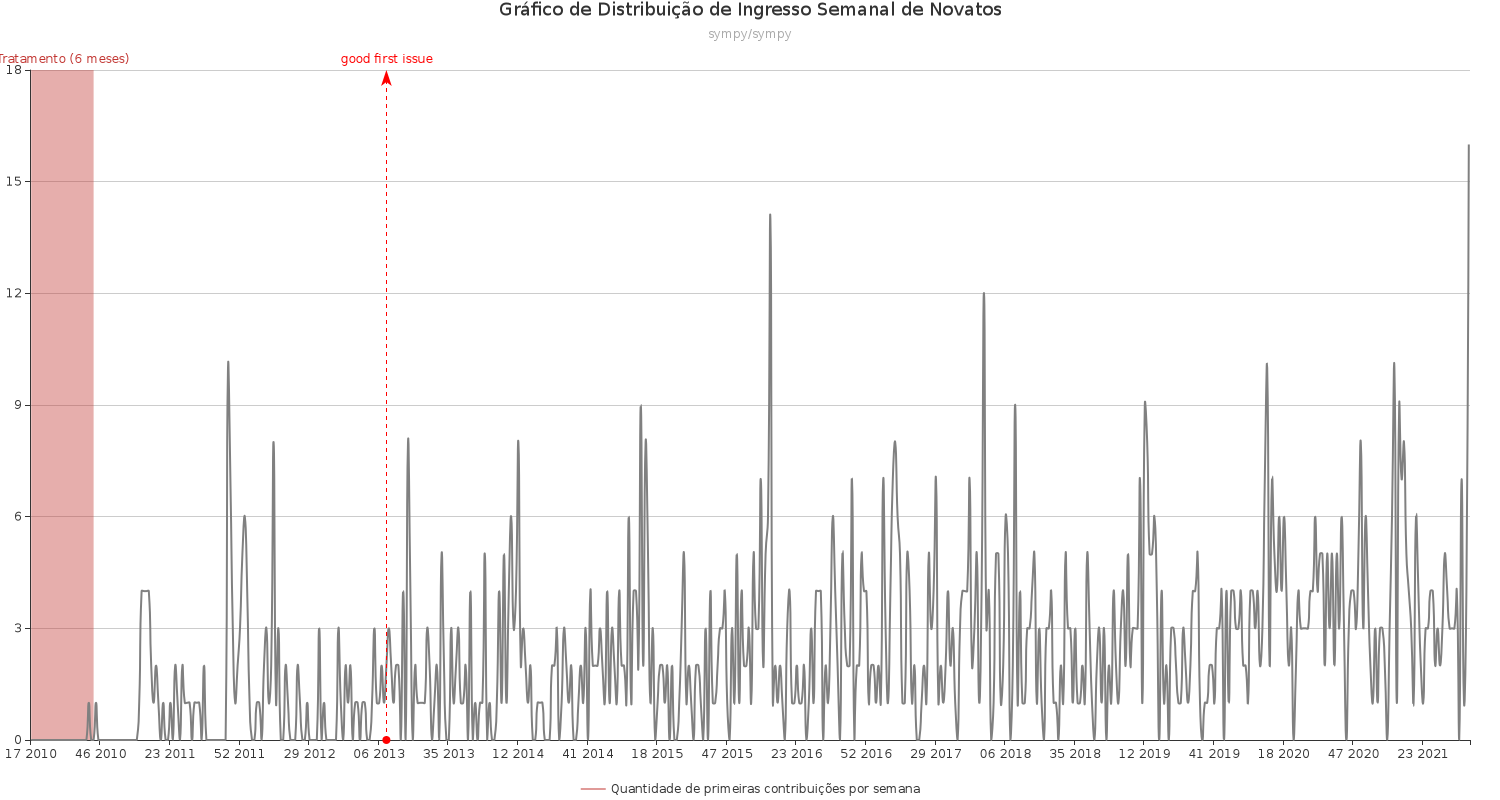 Gráfico de Distribuição de Ingresso Semanal de Novatos
sympy/sympy
Tratamento (6 meses)
good first issue
18
15
12
9
6
3
0
17 2010 46 2010 23 2011 52 2011 29 2012 06 2013 35 2013 12 2014 41 2014 18 2015 47 2015 23 2016 52 2016 29 2017 06 2018 35 2018 12 2019 41 2019 18 2020 47 2020 23 2021
Quantidade de primeiras contribuições por semana